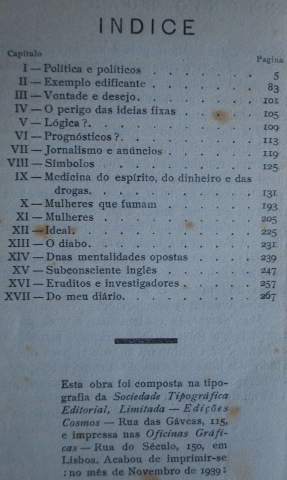 INDICE
Capítulo Pagina
I — Política e políticos . . . . . . . 5
II — Exemplo edificante . . . . . . . 83
III — Vontade e desejo. . . . . . . . 101
IV — O perigo das ideias fixas . . . . . 105
V — Lógica?. . . . . . . . . . 109
VI — Prognósticos?. . . . . . . . . 113
VII — Jornalismo e anúncios . . . . . . 119
VIII — Símbolos . . . . . . . . . 125
IX — Medicina do espírito, do dinheiro e das
drogas. . . . . . . . . . 131
X — Mulheres que fumam . . . . . . 193
XI — Mulheres . . . . . . . . . 205
XII — Ideal. . . . . . . . . . . 225
XIII — O diabo. . . . . . . . . . 231
XIV — Dnas mentalidades opostas . . . . 239
XV — Subconsciente inglês . . . . . . 247
XVI — Eruditos e investigadores . . . . . 257
XVII — Do meu diário. . . . . . . . 267
Esta obra foi composta na tipo-
grafia da Sociedade Tipográfica
Editorial, Limitada — Edições
Cosmos — Rua das Gáveas, 115,
e impressa nas Oficinas Gráfi-
cas — Rua do Século, 150, em
Lisboa. Acabou de imprimir-se
: no mês de Novembro de 1939 :